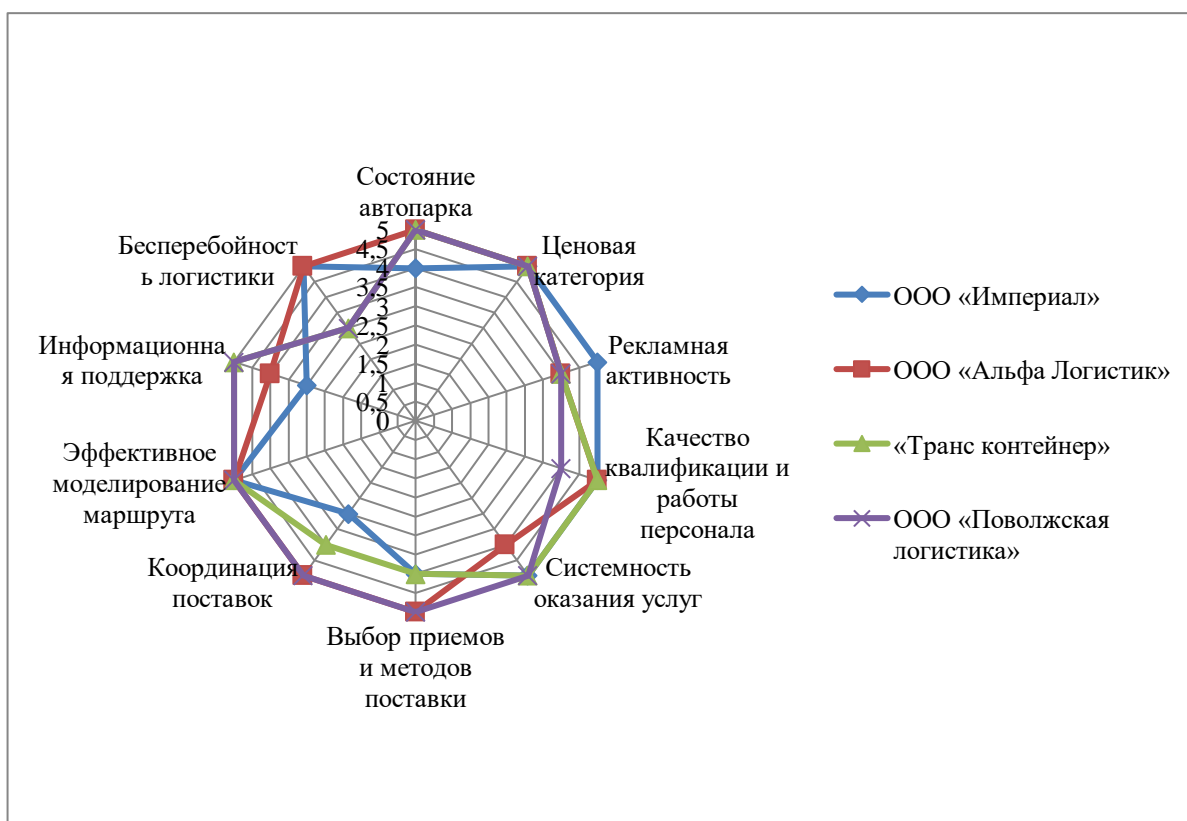 Состояние
автопарка
Ценовая
категория
Рекламная
активность
Качество
квалификации и
работы
персонала
Системность
оказания услуг
Выбор приемов
и методов
поставки
Координация
поставок
Эффективное
моделирование
маршрута
Информационна
я поддержка
Бесперебойност
ь логистики
5
4,5
4
3,5
3
2,5
2
1,5
1
0,5
0
ООО «Империал»
ООО «Альфа Логистик»
«Транс контейнер»
ООО «Поволжская
логистика»